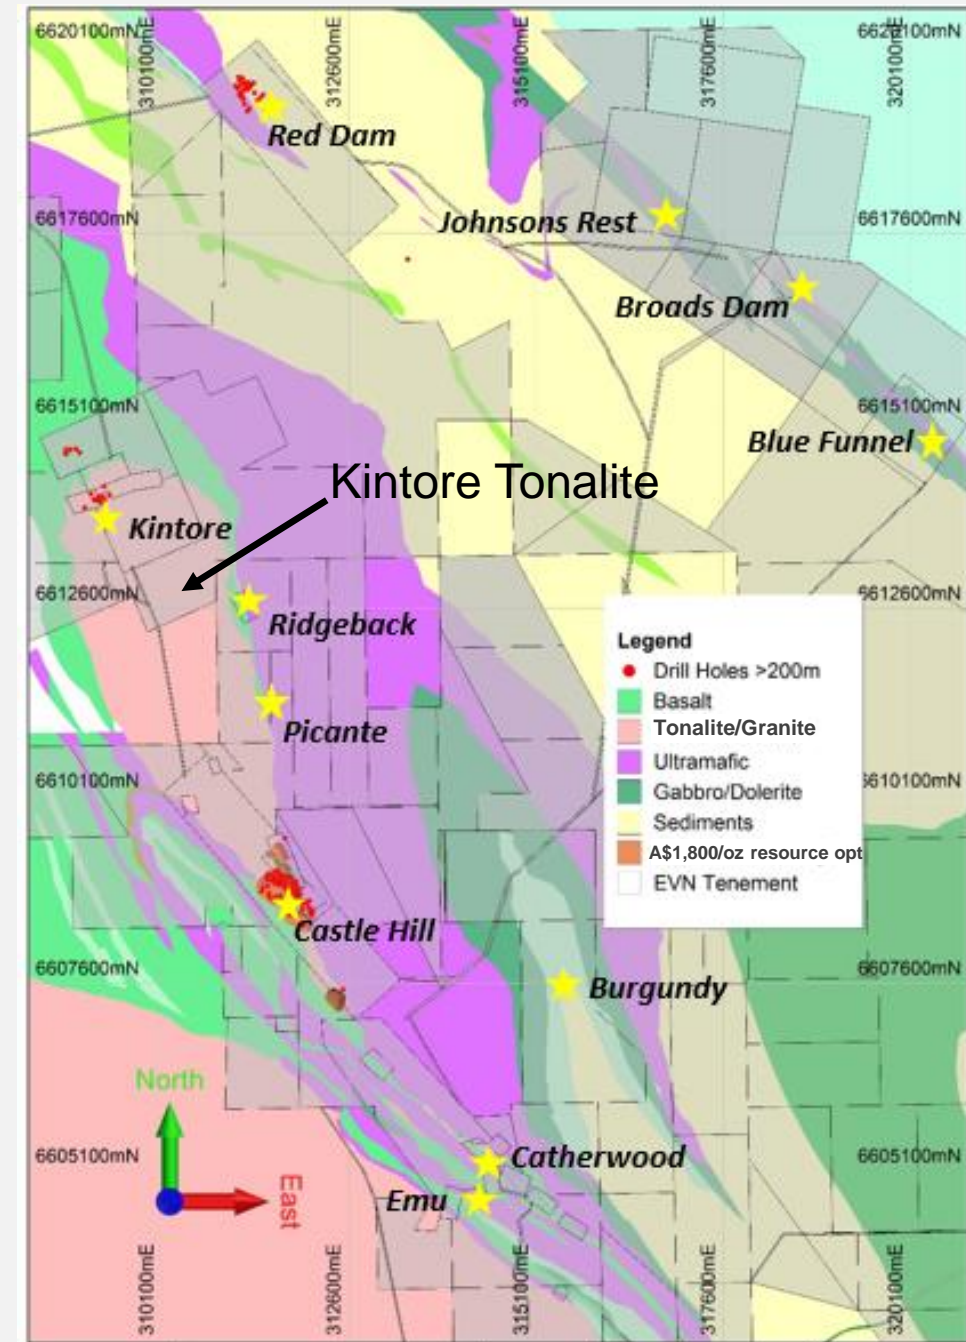 6620100mN
310100mE
312600mE
315100mE
317600mE
320100mE
6620100mN
Red Dam
6617600mN
Johnsons Rest
6617600mN
Broads Dam
6615100mN
6615100mN
Blue Funnel
Kintore Tonalite
Kintore
6612600mN
6612600mN
Ridgeback
Picante
Legend
Drill Holes >200m
Basalt
Tonalite/Granite
Ultramafic
Gabbro/Dolerite
Sediments
A$1,800/oz resource opt
EVN Tenement
6610100mN
6610100mN
Castle Hill
6607600mN
6607600mN
Burgundy
North
East
6605100mN
6605100mN
Catherwood
Emu
310100mE
312600mE
315100mE
317600mE
320100mE